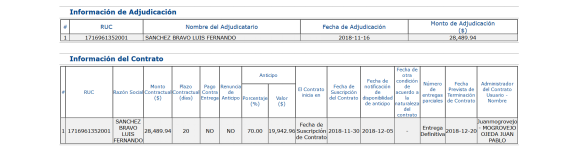 Información de Adjudicación
# RUC Nombre del Adjudicatario Fecha de Adjudicación Monto de Adjudicación ($)
1 1716961352001 SANCHEZ BRAVO LUIS FERNANDO 2018-11-16 28,489.94
Información del Contrato
# RUC Razón Social Monto Contractual ($) Plazo Contractual (días) Pago Contra Entrega Renuncia de Anticipo Anticipo Porcentaje (%) Valor ($) El Contrato inicia en Fecha de Suscripción del Contrato Fecha de notificación de disponibilidad de anticipo Fecha de otra condición de acuerdo a la naturaleza del contrato Número de entregas parciales Fecha Prevista de Terminación de Contrato Administrador del Contrato Usuario - Nombre
1 1716961352001 SANCHEZ BRAVO LUIS FERNANDO 28,489.94 20 NO NO 70.00 19,942.96 Fecha de Suscripción del Contrato 2018-11-30 2018-12-05 - Entrega Definitiva 2018-12-20 Juanmogrovejo - MOGROVEJO OJEDA JUAN PABLO